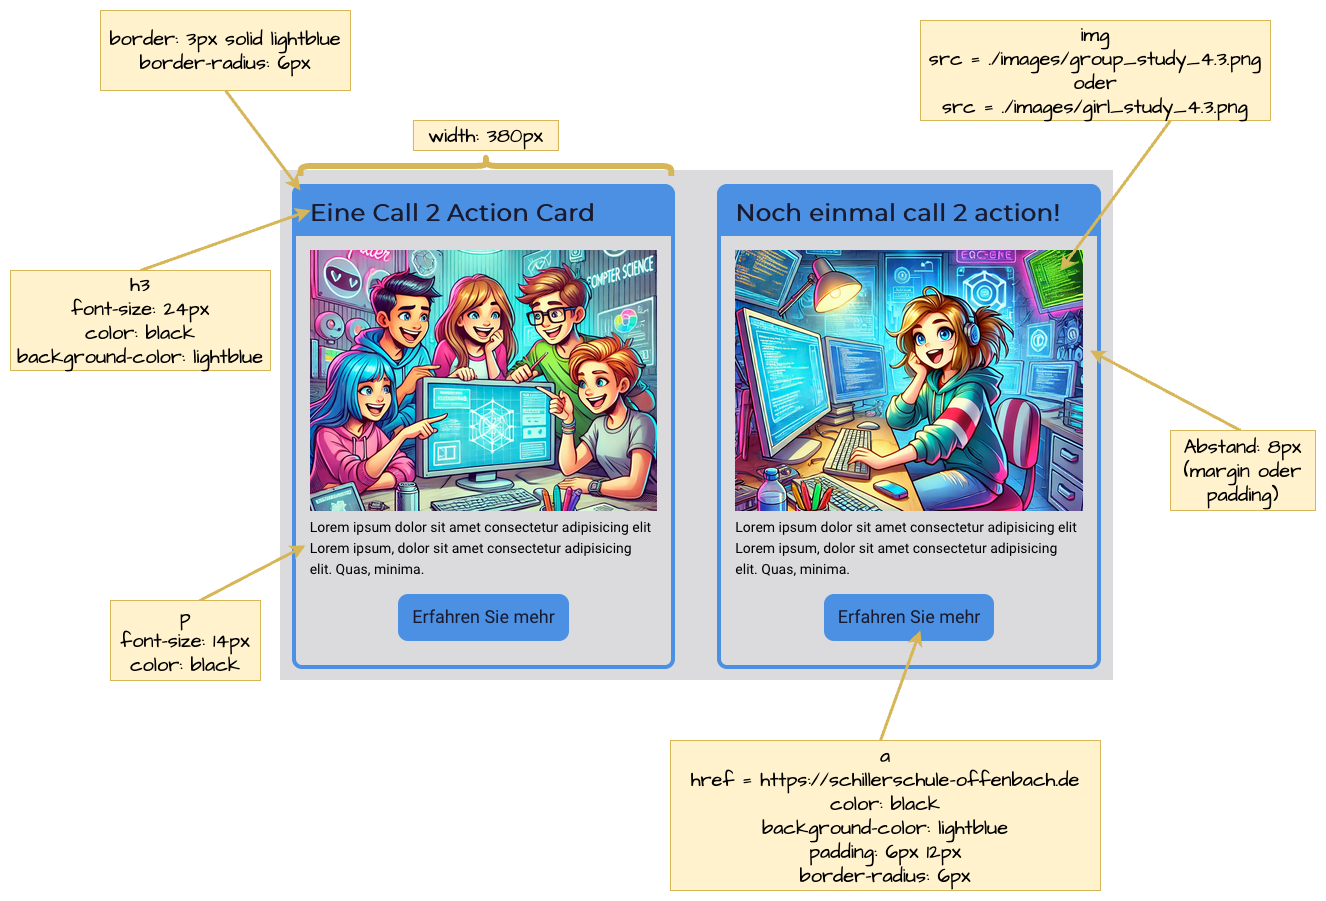 border: 3px solid lightblue
border-radius: 6px
img
src = ./images/group_study_4.3.png
oder
src = ./images/girl_study_4.3.png
width: 380px
Eine Call 2 Action Card
Noch einmal call 2 action!
h3
font-size: 24px
color: black
background-color: lightblue
Abstand: 8px
(margin oder
padding)
Lorem ipsum dolor sit amet consectetur adipisicing elit
Lorem ipsum, dolor sit amet consectetur adipisicing
elit. Quas, minima.
Lorem ipsum dolor sit amet consectetur adipisicing elit
Lorem ipsum, dolor sit amet consectetur adipisicing
elit. Quas, minima.
p
font-size: 14px
color: black
Erfahren Sie mehr
Erfahren Sie mehr
a
href = https://schillerschule-offenbach.de
color: black
background-color: lightblue
padding: 6px 12px
border-radius: 6px